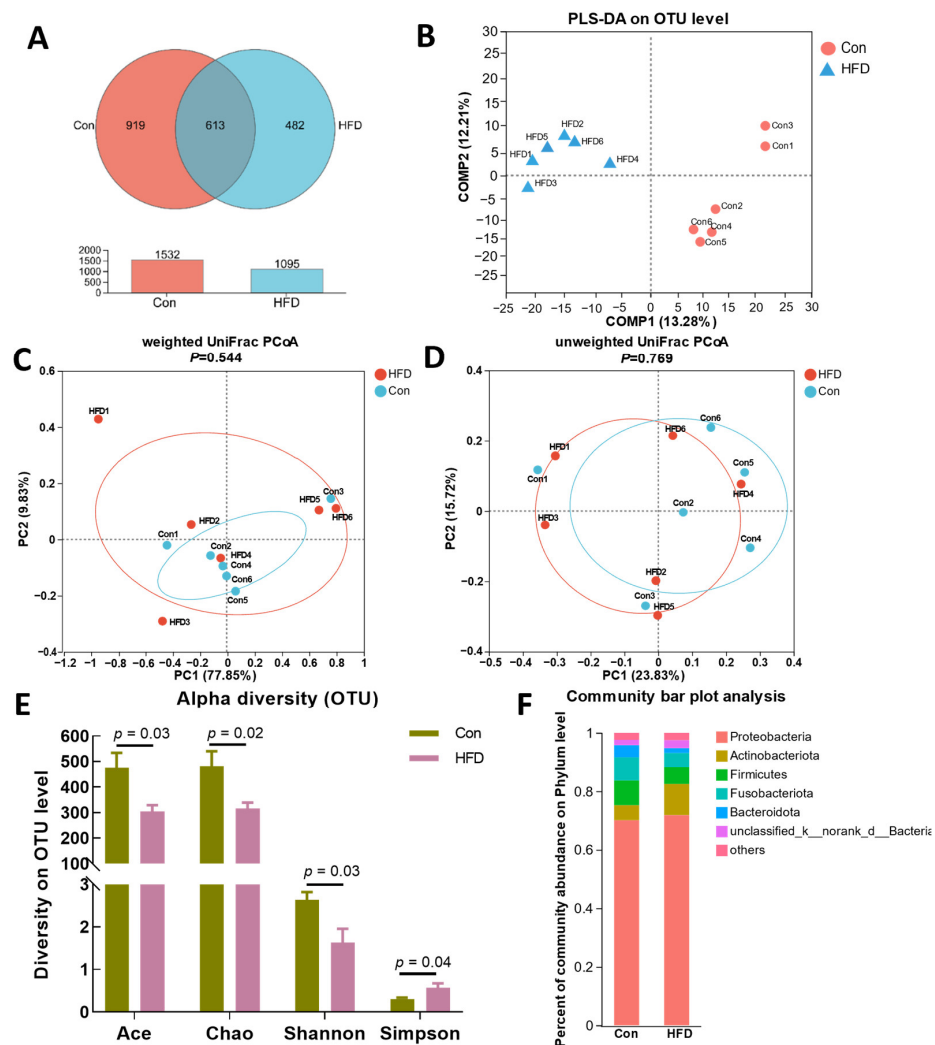 A
Con
919
613
482
HFD
2000
1500
1000
500
0
1532
1095
Con
HFD
B
PLS-DA on OTU level
Con
HFD
COMP2 (12.21%)
30
25
20
15
10
5
0
−5
−10
−15
−20
−25
HFD2
HFD5
HFD6
HFD1
HFD4
HFD3
Con3
Con1
Con2
Con6
Con4
Con5
−25 −20 −15 −10 −5 0 5 10 15 20 25 30
COMP1 (13.28%)
C
weighted UniFrac PCoA
P=0.544
HFD
Con
PC2 (9.83%)
0.6
0.4
0.2
0
−0.2
−0.4
HFD1
Con3
HFD5
HFD6
HFD2
Con1
Con2
HFD4
Con4
Con6
Con5
HFD3
−1.2 −1 −0.8 −0.6 −0.4 −0.2 0 0.2 0.4 0.6 0.8 1
PC1 (77.85%)
D
unweighted UniFrac PCoA
P=0.769
HFD
Con
PC2 (15.72%)
0.4
0.2
0
−0.2
−0.4
Con6
HFD6
HFD1
Con5
Con1
HFD4
Con2
HFD3
Con4
HFD2
Con3
HFD5
−0.5 −0.4 −0.3 −0.2 −0.1 0 0.1 0.2 0.3 0.4
PC1 (23.83%)
E
Alpha diversity (OTU)
Con
HFD
Diversity on OTU level
600
500
400
300
200
100
3
2
1
0
p = 0.03
p = 0.02
p = 0.03
p = 0.04
Ace Chao Shannon Simpson
F
Community bar plot analysis
Percent of community abundance on Phylum level
1
0.8
0.6
0.4
0.2
0
Con HFD
Proteobacteria
Actinobacteriota
Firmicutes
Fusobacteriota
Bacteroidota
unclassified_k__norank_d__Bacteria
others